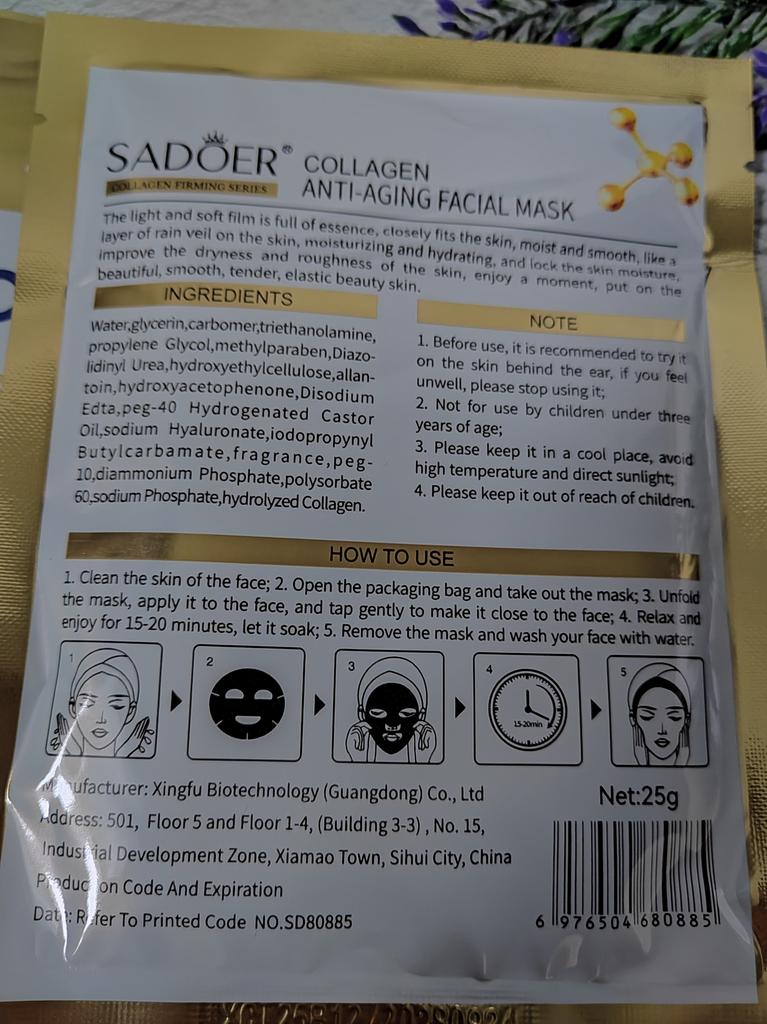 SADOER® COLLAGEN
COLLAGEN FIRMING SERIES ANTI-AGING FACIAL MASK
The light and soft film is full of essence, closely fits the skin, moist and smooth, like a
layer of rain veil on the skin, moisturizing and hydrating, and lock the skin moisture,
improve the dryness and roughness of the skin, enjoy a moment, put on the
beautiful, smooth, tender, elastic beauty skin.
INGREDIENTS
Water,glycerin,carbomer,triethanolamine,
propylene Glycol,methylparaben,Diazo-
lidinyl Urea,hydroxyethylcellulose,allan-
toin,hydroxyacetophenone,Disodium
Edta,peg-40 Hydrogenated Castor
Oil,sodium Hyaluronate,iodopropynyl
Butylcarbamate,fragrance,peg-
10,diammonium Phosphate,polysorbate
60,sodium Phosphate,hydrolyzed Collagen.
NOTE
1. Before use, it is recommended to try it
on the skin behind the ear, if you feel
unwell, please stop using it;
2. Not for use by children under three
years of age;
3. Please keep it in a cool place, avoid
high temperature and direct sunlight;
4. Please keep it out of reach of children.
HOW TO USE
1. Clean the skin of the face; 2. Open the packaging bag and take out the mask; 3. Unfold
the mask, apply it to the face, and tap gently to make it close to the face; 4. Relax and
enjoy for 15-20 minutes, let it soak; 5. Remove the mask and wash your face with water.
1 2 3 4 5
15-20min
Manufacturer: Xingfu Biotechnology (Guangdong) Co., Ltd
Address: 501, Floor 5 and Floor 1-4, (Building 3-3) , No. 15,
Industrial Development Zone, Xiamao Town, Sihui City, China
Production Code And Expiration
Date: Refer To Printed Code NO.SD80885
Net:25g
6 976504 680885